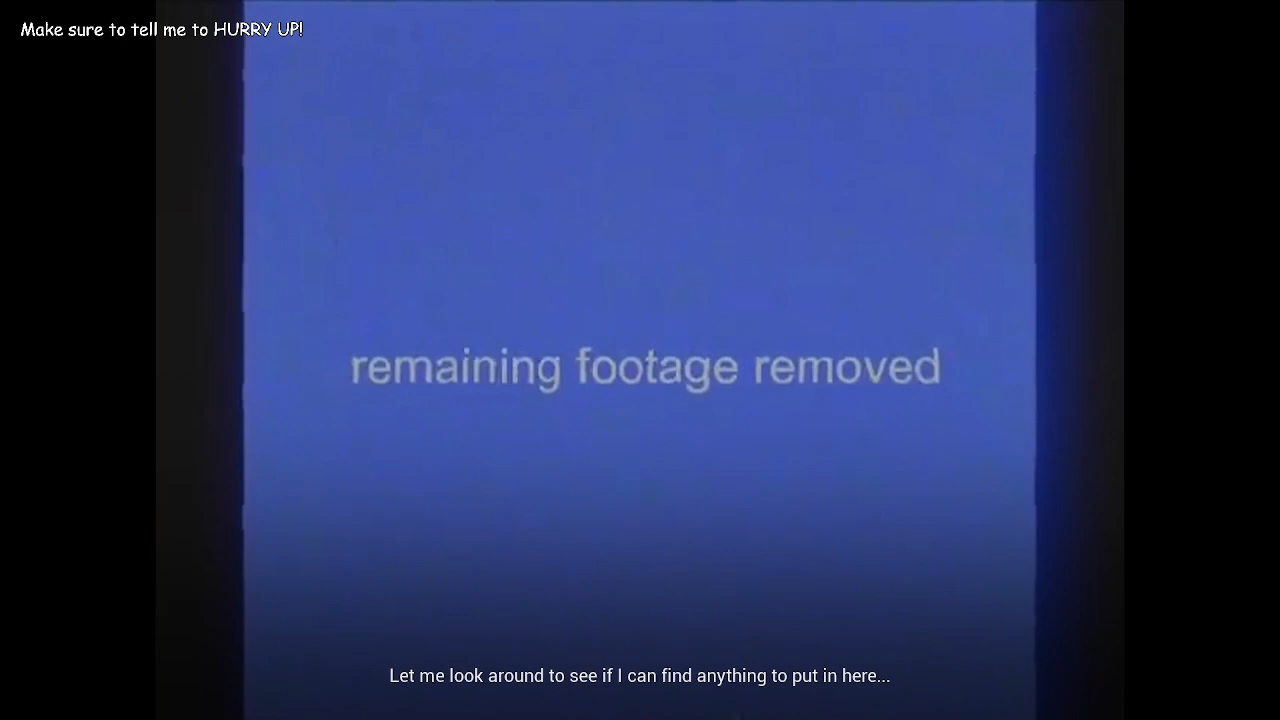 Make sure to tell me to HURRY UP!
remaining footage removed
Let me look around to see if I can find anything to put in here...